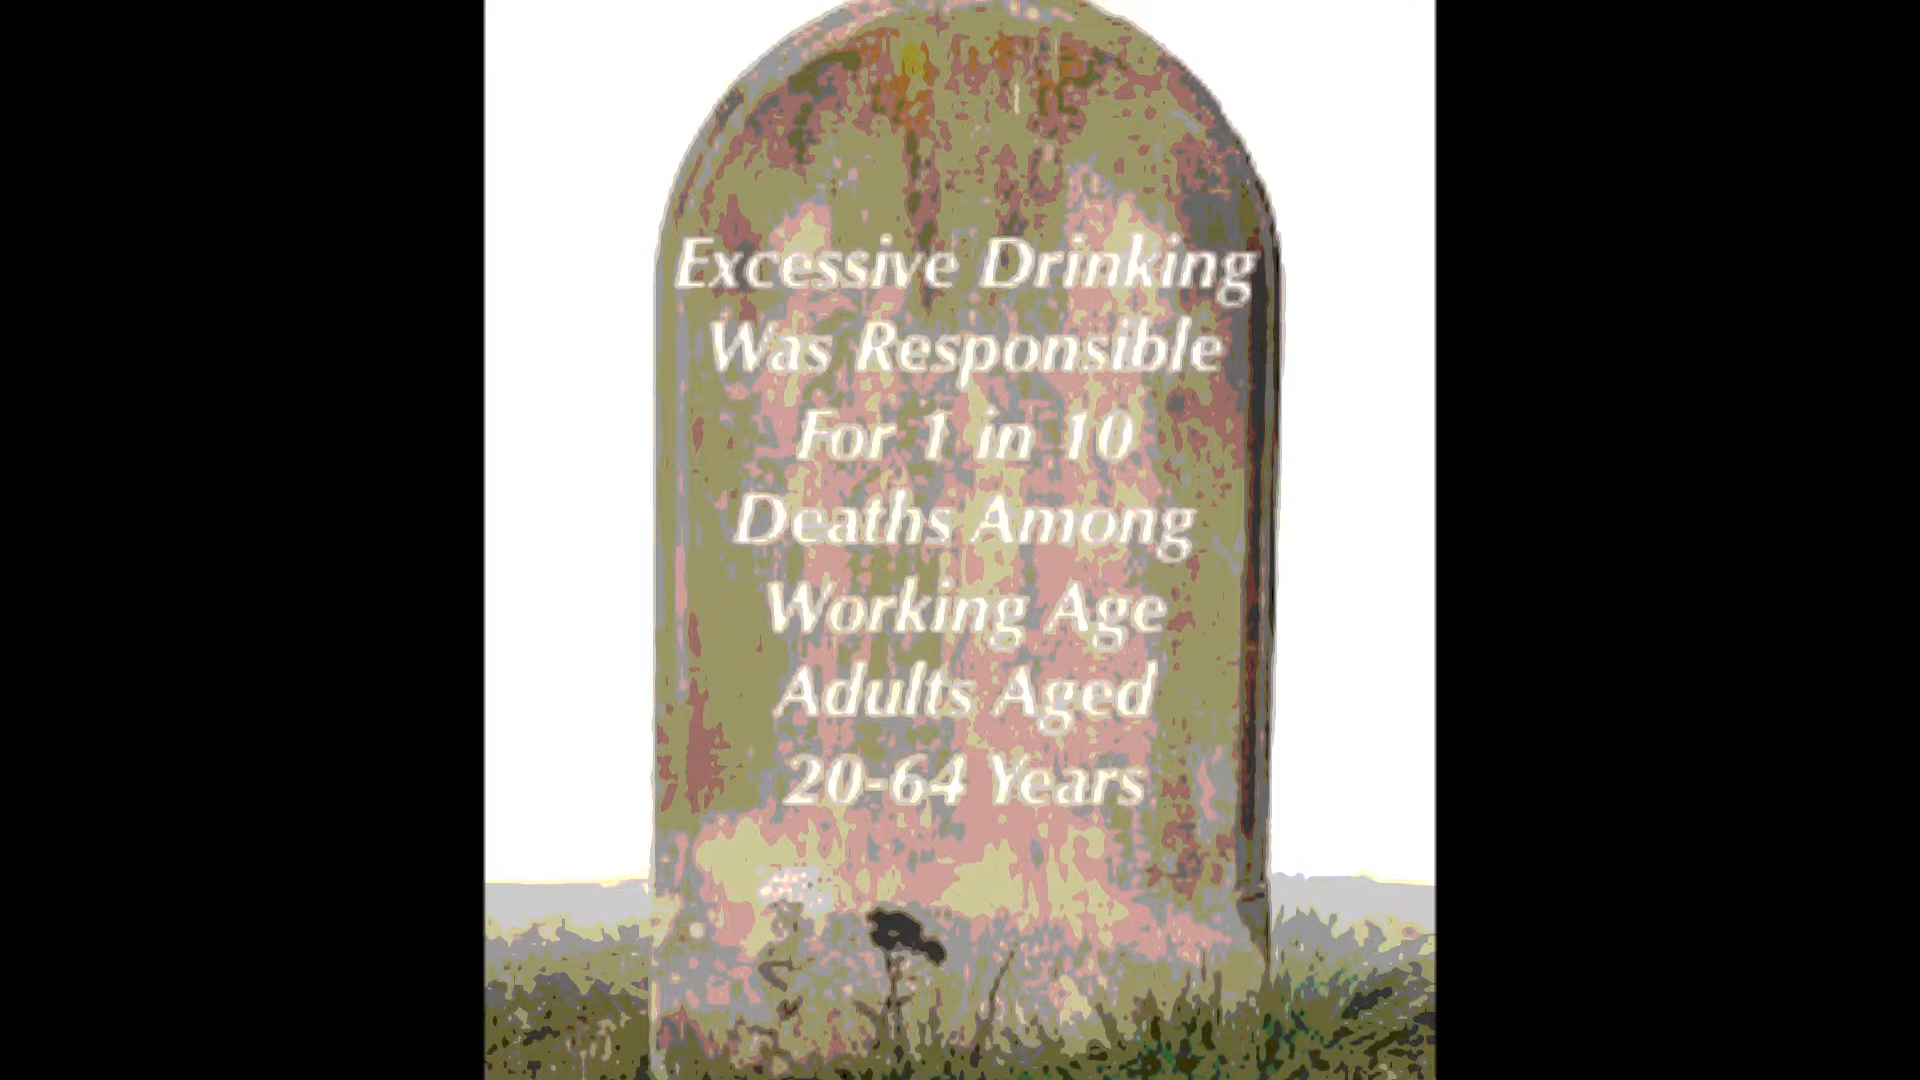 Excessive Drinking
Was Responsible
For 1 in 10
Deaths Among
Working Age
Adults Aged
20-64 Years